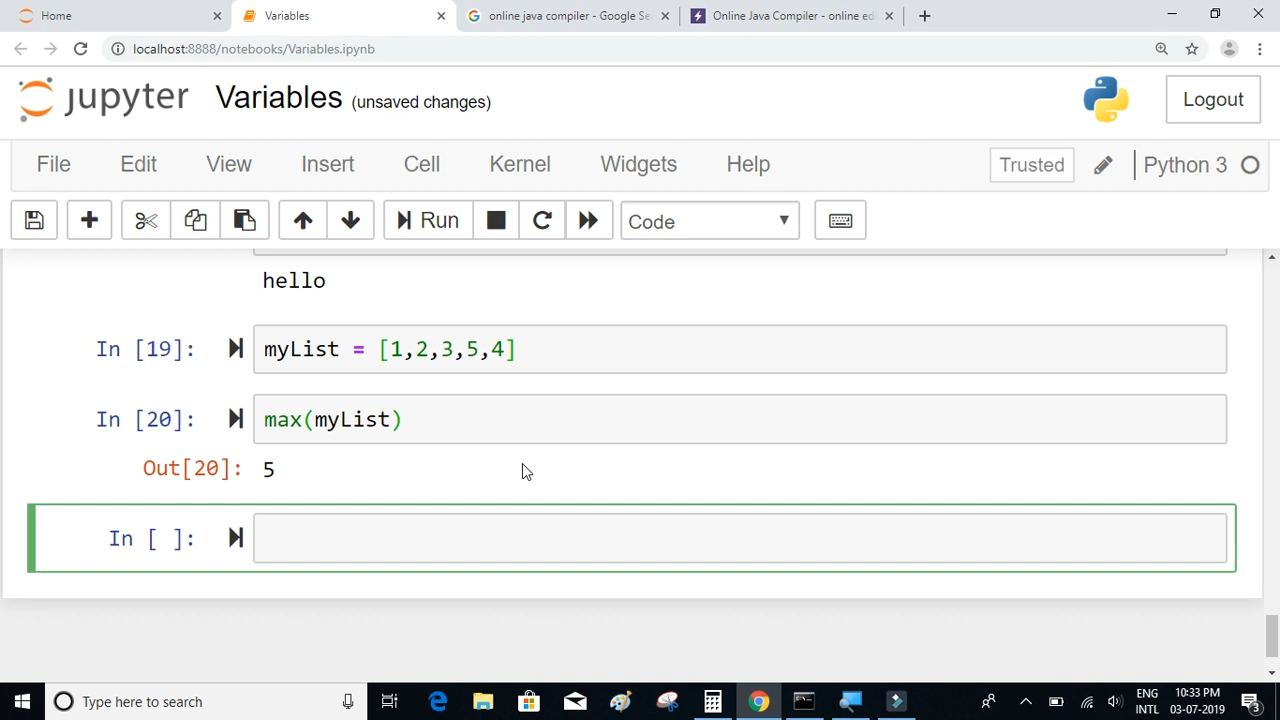 Home
Variables
online java compiler - Google Se
Online Java Compiler - online edi
localhost:8888/notebooks/Variables.ipynb
jupyter Variables (unsaved changes)
Logout
File Edit View Insert Cell Kernel Widgets Help
Trusted
Python 3
Run
Code
hello
In [19]: myList = [1,2,3,5,4]
In [20]: max(myList)
Out[20]: 5
In [ ]:
Type here to search
ENG
INTL
10:33 PM
03-07-2019
3